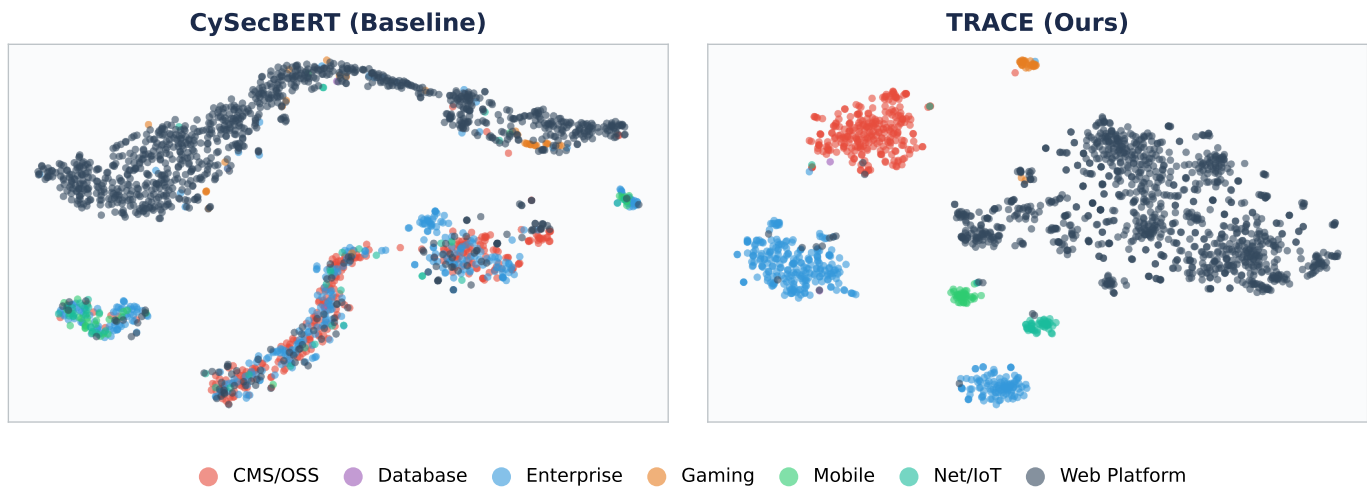 CySecBERT (Baseline)
TRACE (Ours)
CMS/OSS Database Enterprise Gaming Mobile Net/IoT Web Platform